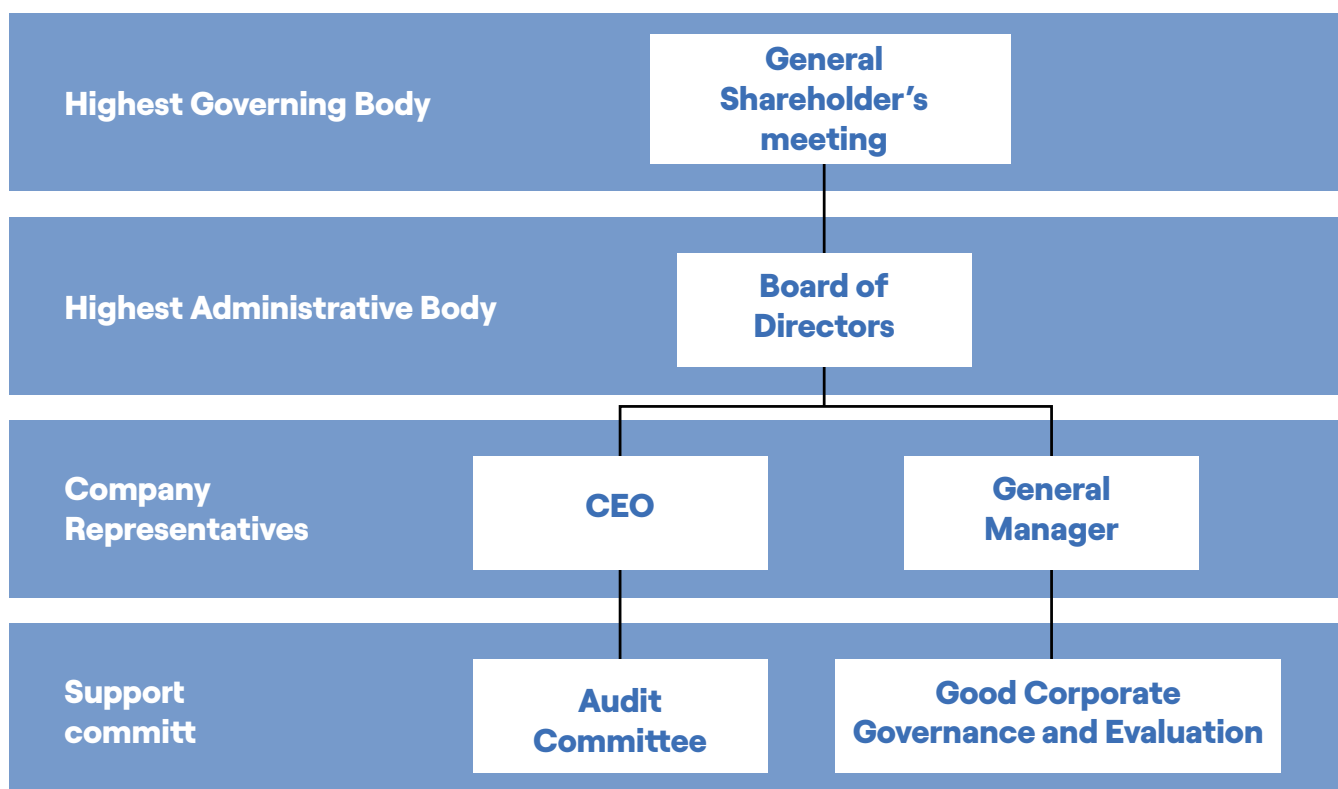 Highest Governing Body
General
Shareholder’s
meeting
Highest Administrative Body
Board of
Directors
Company
Representatives
CEO
General
Manager
Support
committ
Audit
Committee
Good Corporate
Governance and Evaluation